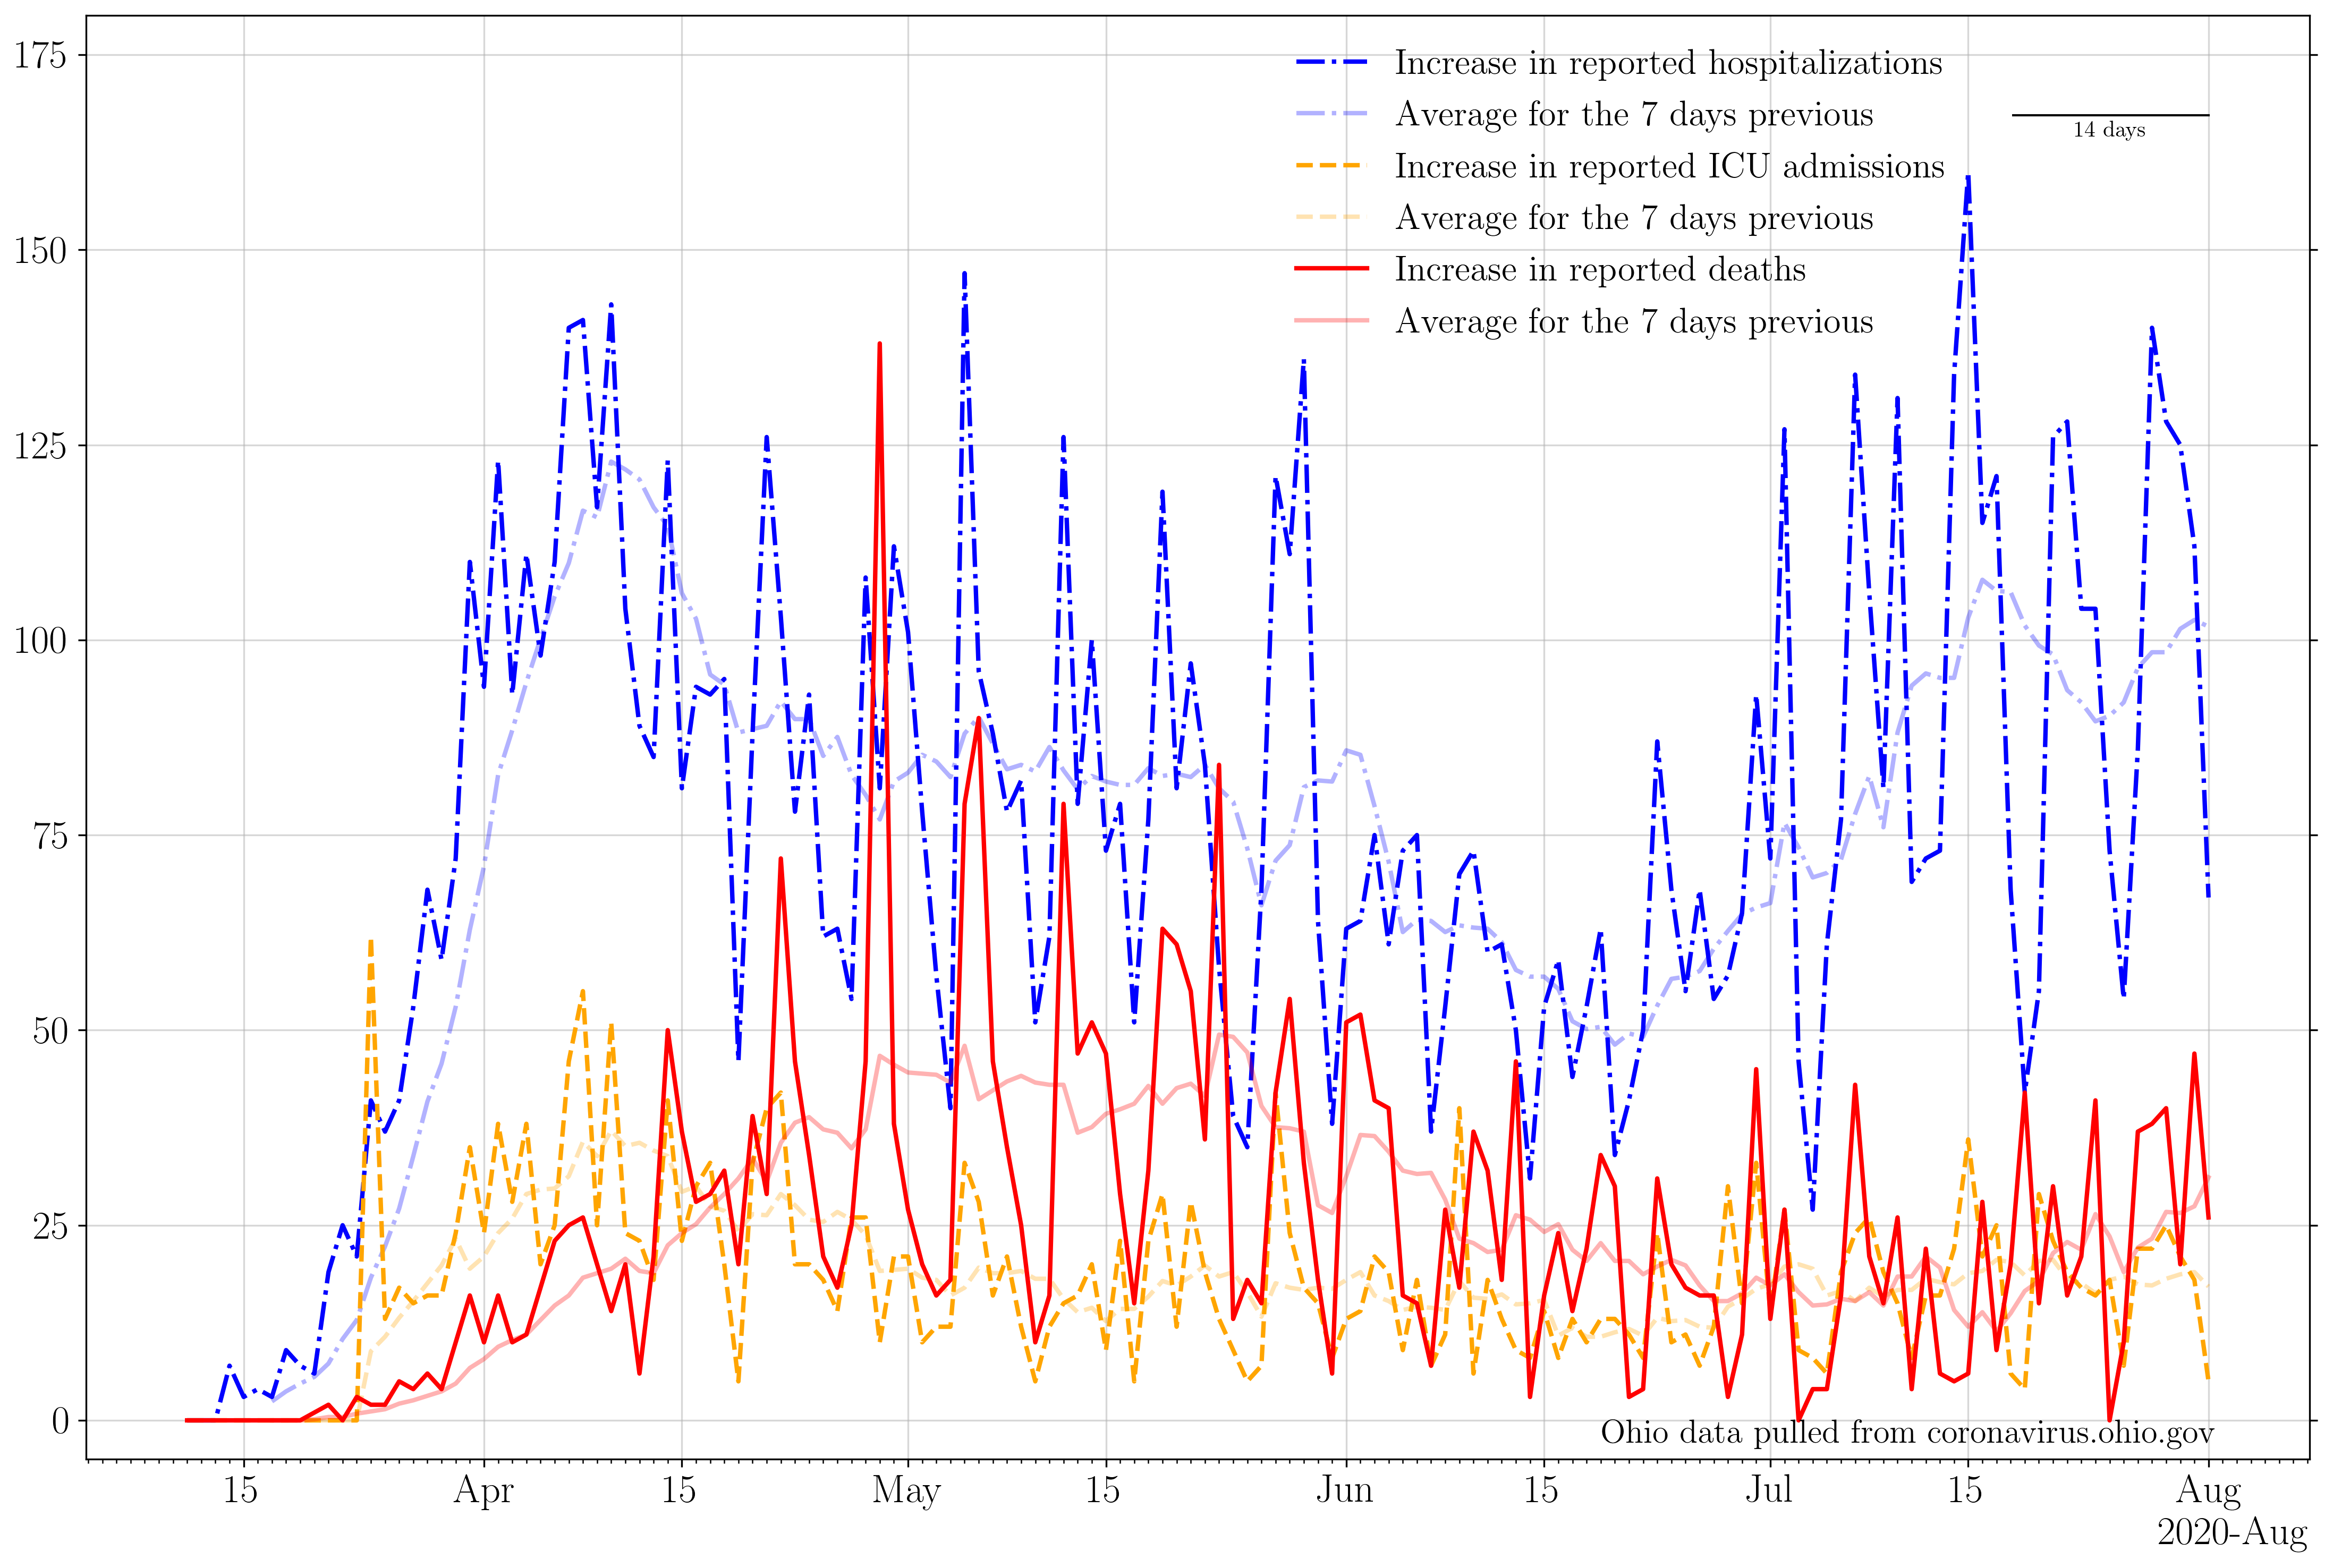 175
150
125
100
75
50
25
0
Increase in reported hospitalizations
Average for the 7 days previous
Increase in reported ICU admissions
Average for the 7 days previous
Increase in reported deaths
Average for the 7 days previous
14 days
Ohio data pulled from coronavirus.ohio.gov
15 Apr 15 May 15 Jun 15 Jul 15 Aug
2020-Aug